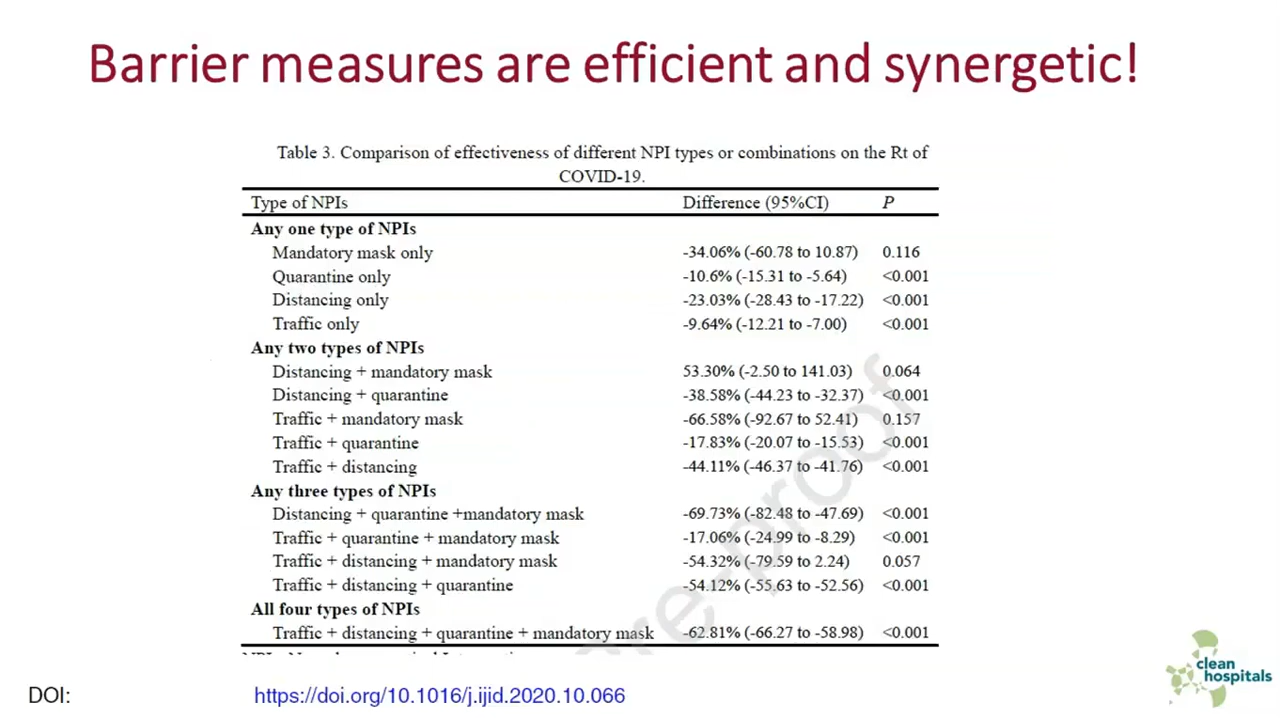 Barrier measures are efficient and synergetic!
Table 3. Comparison of effectiveness of different NPI types or combinations on the Rt of
COVID-19.
Type of NPIs Difference (95%CI) P
Any one type of NPIs
Mandatory mask only -34.06% (-60.78 to 10.87) 0.116
Quarantine only -10.6% (-15.31 to -5.64) <0.001
Distancing only -23.03% (-28.43 to -17.22) <0.001
Traffic only -9.64% (-12.21 to -7.00) <0.001
Any two types of NPIs
Distancing + mandatory mask 53.30% (-2.50 to 141.03) 0.064
Distancing + quarantine -38.58% (-44.23 to -32.37) <0.001
Traffic + mandatory mask -66.58% (-92.67 to 52.41) 0.157
Traffic + quarantine -17.83% (-20.07 to -15.53) <0.001
Traffic + distancing -44.11% (-46.37 to -41.76) <0.001
Any three types of NPIs
Distancing + quarantine +mandatory mask -69.73% (-82.48 to -47.69) <0.001
Traffic + quarantine + mandatory mask -17.06% (-24.99 to -8.29) <0.001
Traffic + distancing + mandatory mask -54.32% (-79.59 to 2.24) 0.057
Traffic + distancing + quarantine -54.12% (-55.63 to -52.56) <0.001
All four types of NPIs
Traffic + distancing + quarantine + mandatory mask -62.81% (-66.27 to -58.98) <0.001
re-proof
clean
hospitals
DOI: https://doi.org/10.1016/j.ijid.2020.10.066